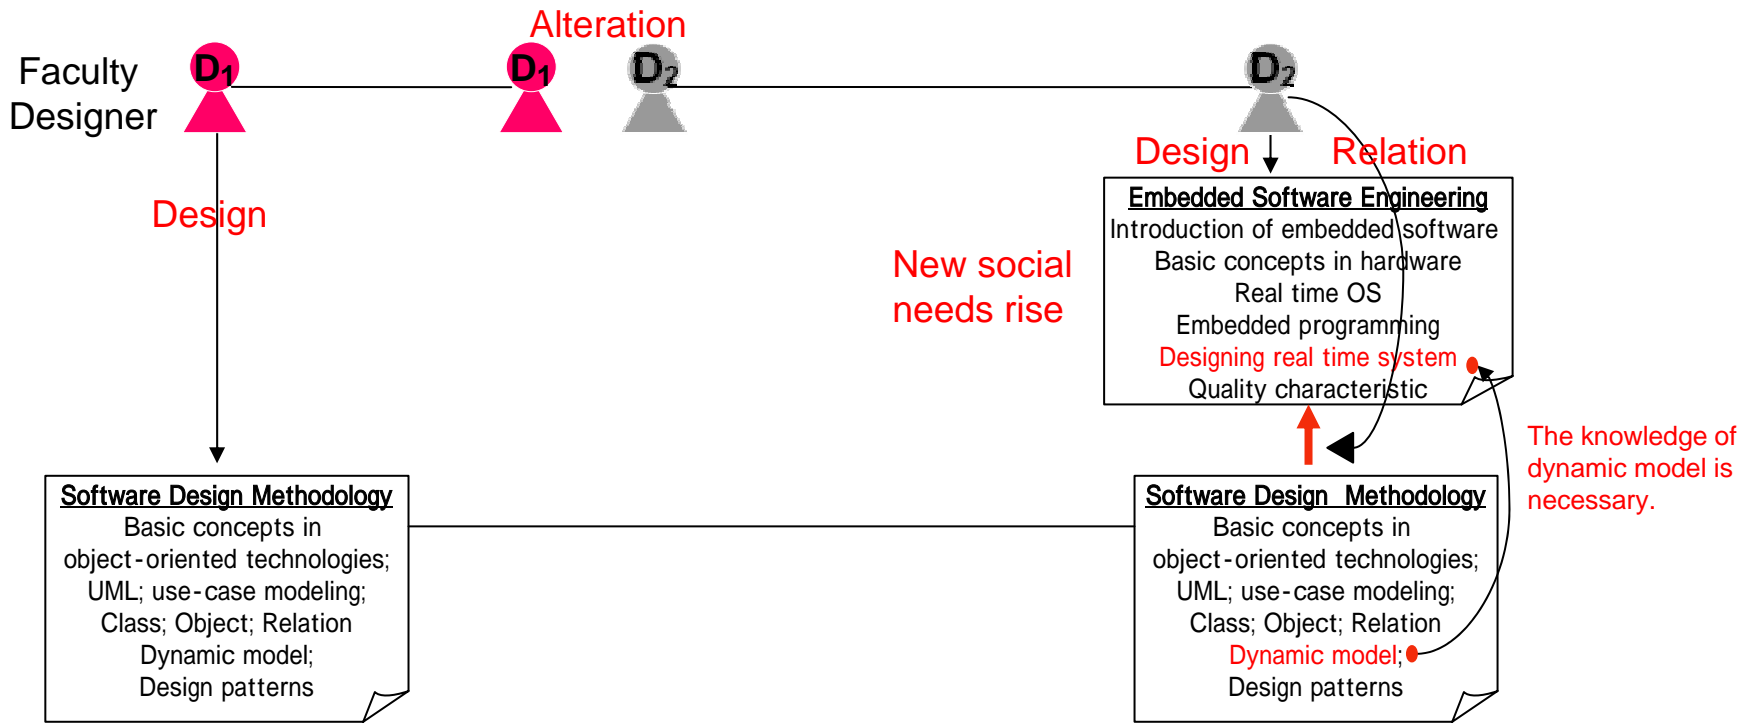 Alteration
Faculty
Designer
D1
D1
D2
D2
Design
Design
Relation
New social
needs rise
Embedded Software Engineering
Introduction of embedded software
Basic concepts in hardware
Real time OS
Embedded programming
Designing real time system
Quality characteristic
The knowledge of
dynamic model is
necessary.
Software Design Methodology
Basic concepts in
object-oriented technologies;
UML; use-case modeling;
Class; Object; Relation
Dynamic model;
Design patterns
Software Design Methodology
Basic concepts in
object-oriented technologies;
UML; use-case modeling;
Class; Object; Relation
Dynamic model;
Design patterns